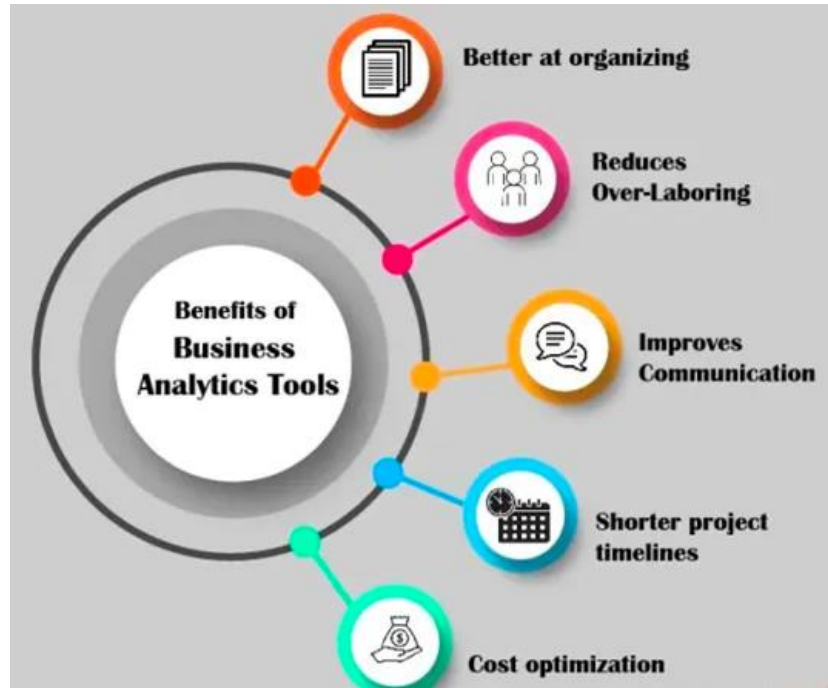 Better at organizing
Reduces
Over-Laboring
Benefits of
Business
Analytics Tools
Improves
Communication
Shorter project
timelines
Cost optimization